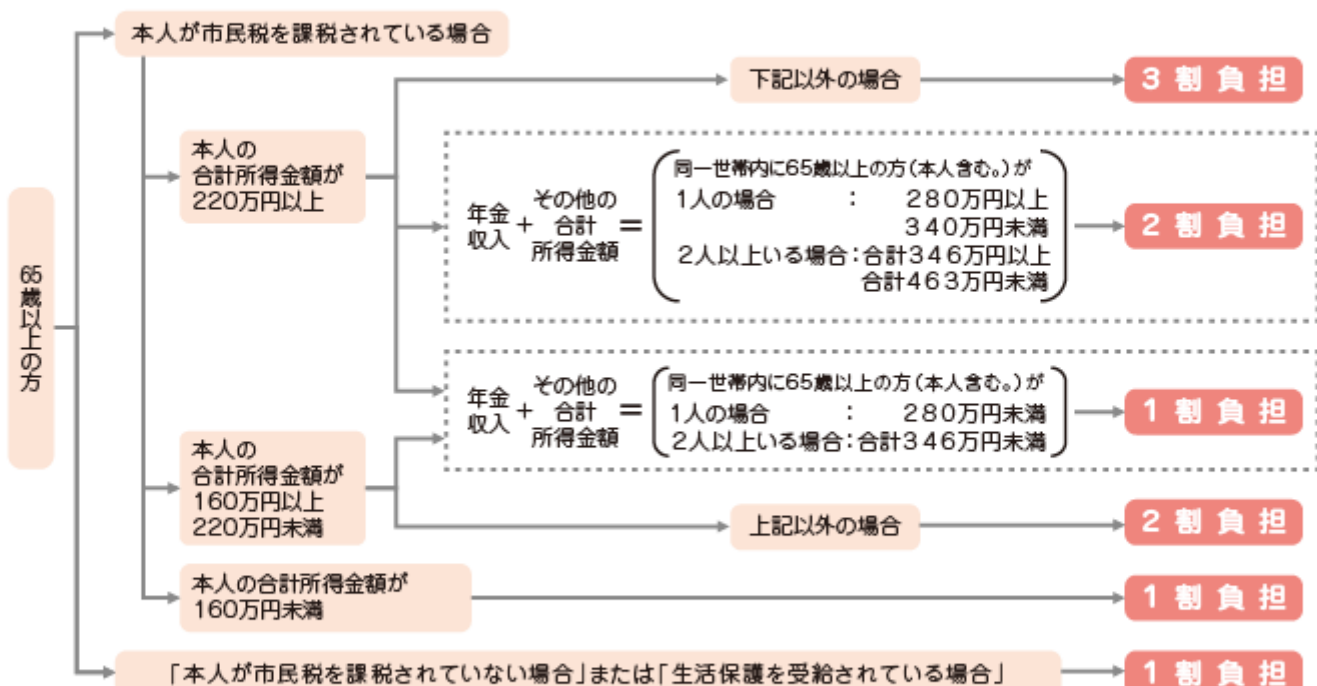 本人が市民税を課税されている場合
下記以外の場合
3割負担
本人の
合計所得金額が
220万円以上
年金
収入
+
その他の
合計
所得金額
=
同一世帯内に65歳以上の方(本人含む。)が
1人の場合 : 280万円以上
340万円未満
2人以上いる場合:合計346万円以上
合計463万円未満
2割負担
65歳以上の方
年金
収入
+
その他の
合計
所得金額
=
同一世帯内に65歳以上の方(本人含む。)が
1人の場合 : 280万円未満
2人以上いる場合:合計346万円未満
1割負担
本人の
合計所得金額が
160万円以上
220万円未満
上記以外の場合
2割負担
本人の合計所得金額が
160万円未満
1割負担
「本人が市民税を課税されていない場合」または「生活保護を受給されている場合」
1割負担